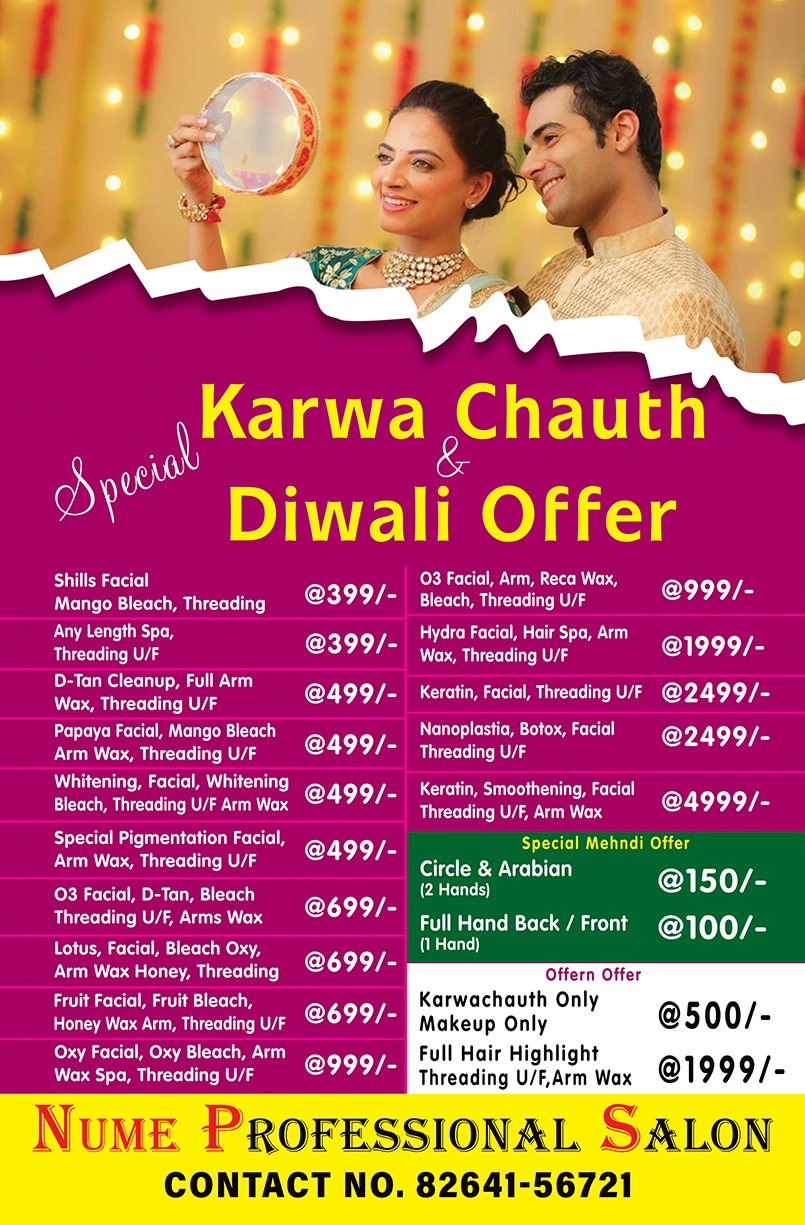 Special
Karwa Chauth
&
Diwali Offer
Shills Facial
Mango Bleach, Threading @399/-
Any Length Spa,
Threading U/F @399/-
D-Tan Cleanup, Full Arm
Wax, Threading U/F @499/-
Papaya Facial, Mango Bleach
Arm Wax, Threading U/F @499/-
Whitening, Facial, Whitening
Bleach, Threading U/F Arm Wax @499/-
Special Pigmentation Facial,
Arm Wax, Threading U/F @499/-
O3 Facial, D-Tan, Bleach
Threading U/F, Arms Wax @699/-
Lotus, Facial, Bleach Oxy,
Arm Wax Honey, Threading @699/-
Fruit Facial, Fruit Bleach,
Honey Wax Arm, Threading U/F @699/-
Oxy Facial, Oxy Bleach, Arm
Wax Spa, Threading U/F @999/-
O3 Facial, Arm, Reca Wax,
Bleach, Threading U/F @999/-
Hydra Facial, Hair Spa, Arm
Wax, Threading U/F @1999/-
Keratin, Facial, Threading U/F @2499/-
Nanoplastia, Botox, Facial
Threading U/F @2499/-
Keratin, Smoothening, Facial
Threading U/F, Arm Wax @4999/-
Special Mehndi Offer
Circle & Arabian
(2 Hands) @150/-
Full Hand Back / Front
(1 Hand) @100/-
Offern Offer
Karwachauth Only
Makeup Only @500/-
Full Hair Highlight
Threading U/F,Arm Wax @1999/-
NUME PROFESSIONAL SALON
CONTACT NO. 82641-56721